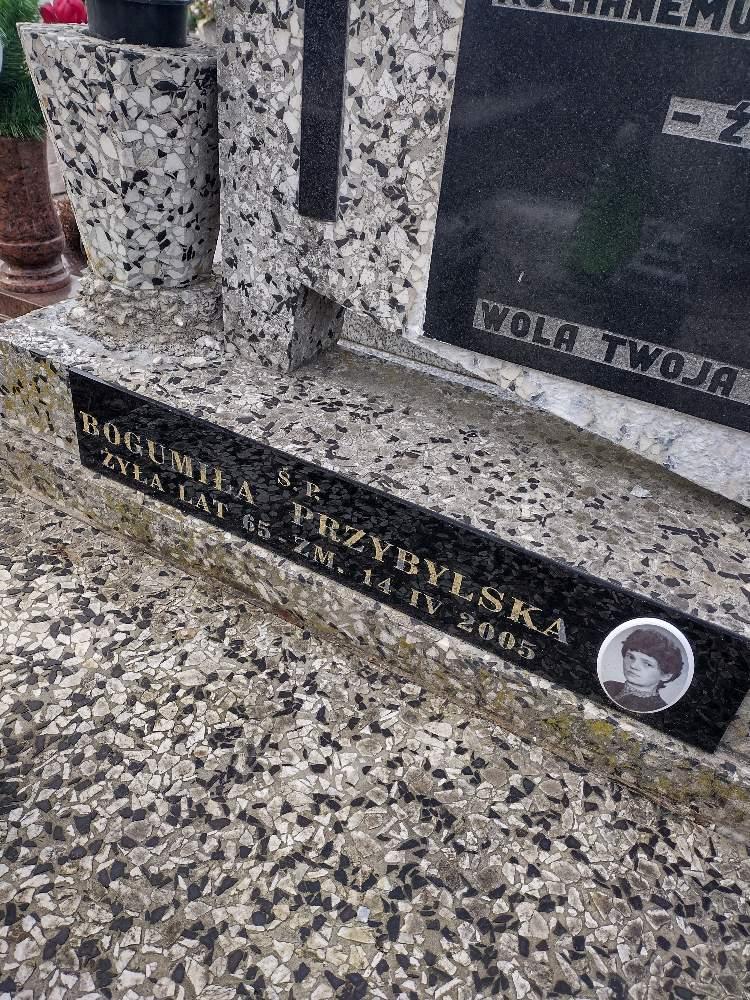 KOCHANEMU
– Ż
WOLA TWOJA
Ś.P.
BOGUMIŁA PRZYBYLSKA
ŻYŁA LAT 65 ZM. 14 IV 2005